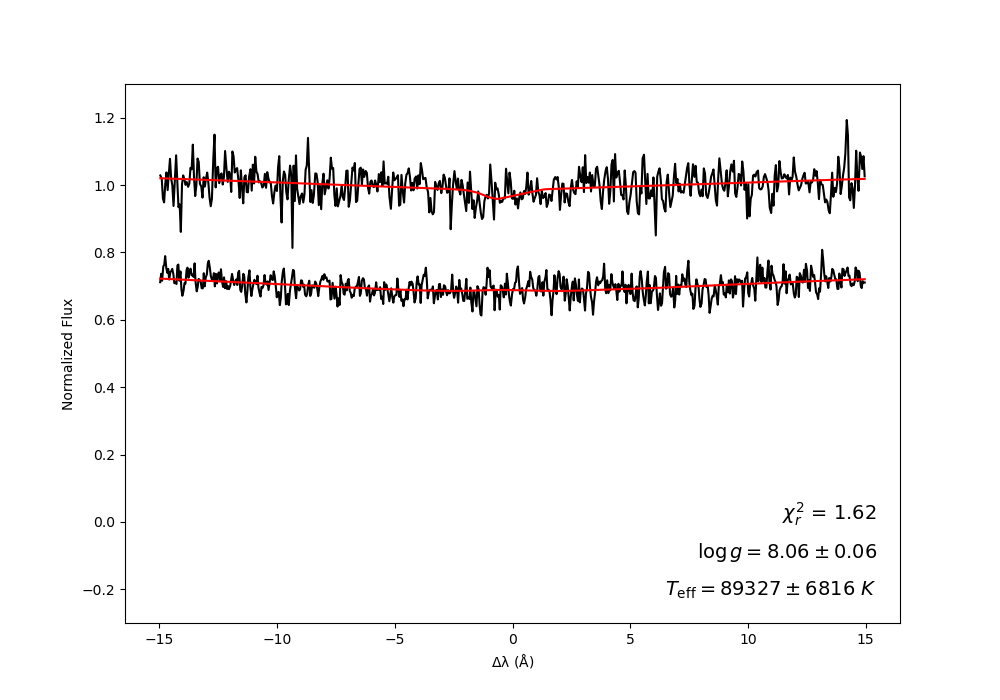 1.2
1.0
0.8
0.6
0.4
0.2
0.0
−0.2
Normalized Flux
χ²ᵣ = 1.62
log g = 8.06 ± 0.06
T_eff = 89327 ± 6816 K
−15 −10 −5 0 5 10 15
Δλ (Å)